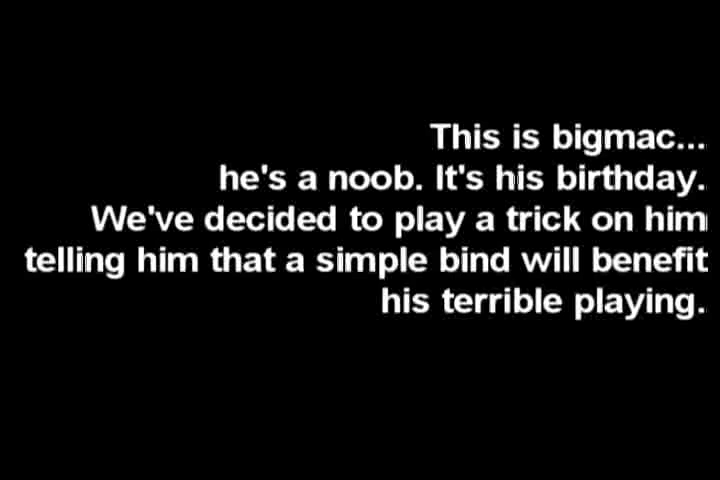 This is bigmac...
he's a noob. It's his birthday.
We've decided to play a trick on him
telling him that a simple bind will benefit
his terrible playing.